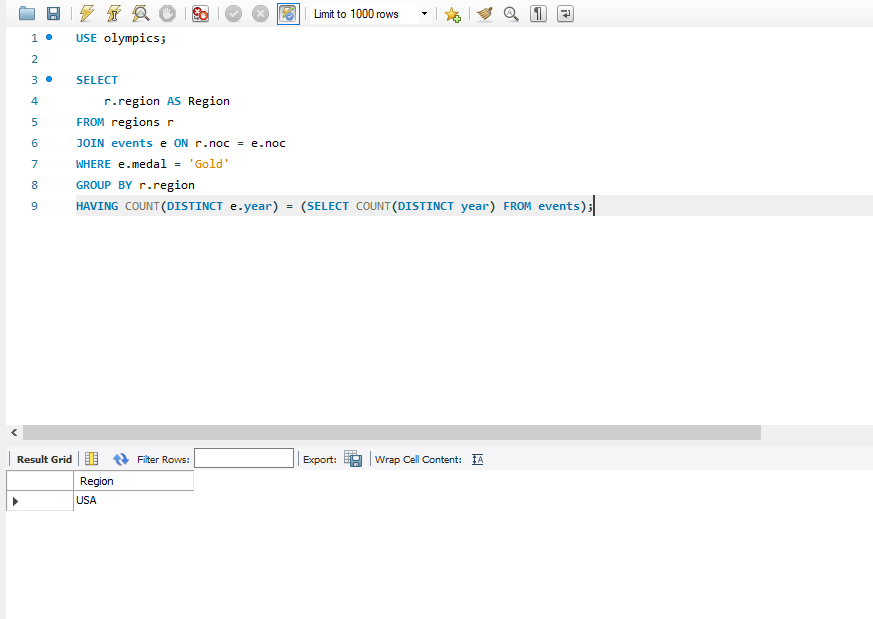 Limit to 1000 rows
1 USE olympics;
2
3 SELECT
4 r.region AS Region
5 FROM regions r
6 JOIN events e ON r.noc = e.noc
7 WHERE e.medal = 'Gold'
8 GROUP BY r.region
9 HAVING COUNT(DISTINCT e.year) = (SELECT COUNT(DISTINCT year) FROM events);
Result Grid Filter Rows: Export: Wrap Cell Content: IA
Region
USA